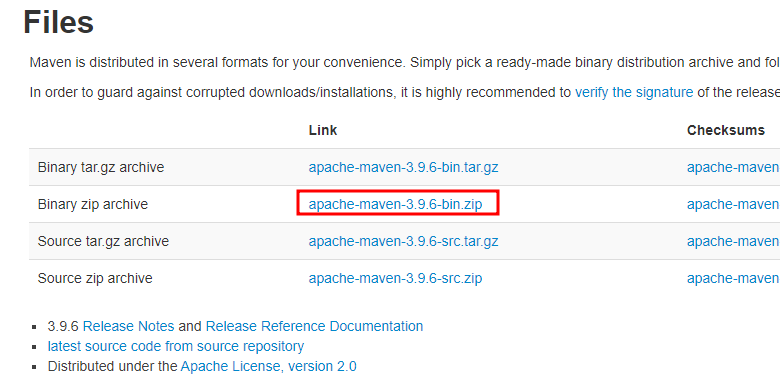 Files
Maven is distributed in several formats for your convenience. Simply pick a ready-made binary distribution archive and
In order to guard against corrupted downloads/installations, it is highly recommended to verify the signature of the release
Link Checksums
Binary tar.gz archive apache-maven-3.9.6-bin.tar.gz apache-maven
Binary zip archive apache-maven-3.9.6-bin.zip apache-maven
Source tar.gz archive apache-maven-3.9.6-src.tar.gz apache-maven
Source zip archive apache-maven-3.9.6-src.zip apache-maven
▪ 3.9.6 Release Notes and Release Reference Documentation
▪ latest source code from source repository
▪ Distributed under the Apache License, version 2.0